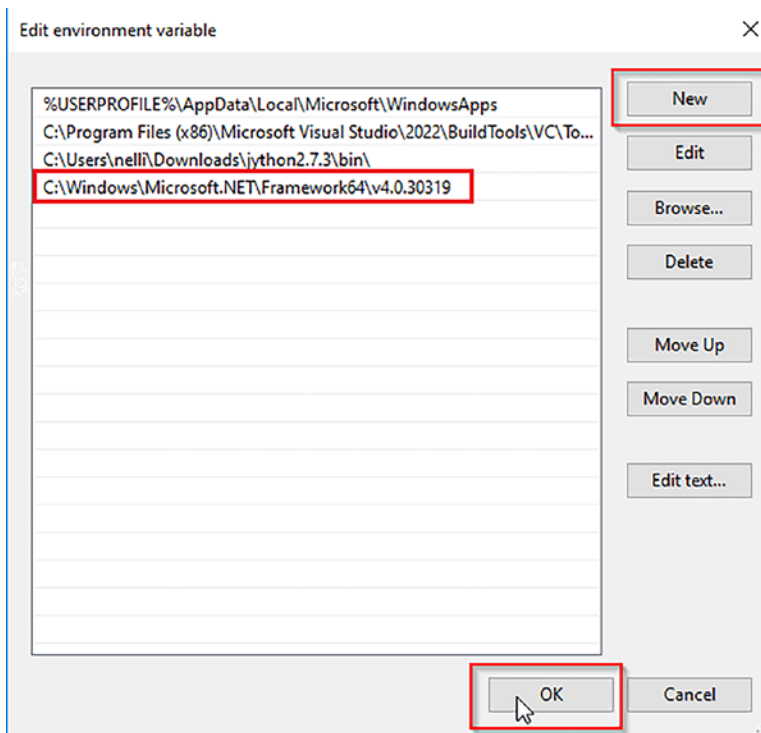 Edit environment variable
%USERPROFILE%\AppData\Local\Microsoft\WindowsApps
C:\Program Files (x86)\Microsoft Visual Studio\2022\BuildTools\VC\To...
C:\Users\nelli\Downloads\jython2.7.3\bin\
C:\Windows\Microsoft.NET\Framework64\v4.0.30319
New
Edit
Browse...
Delete
Move Up
Move Down
Edit text...
OK
Cancel